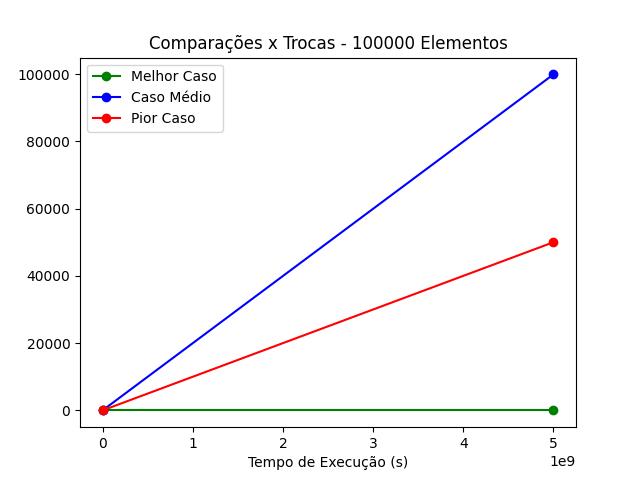 Comparações x Trocas - 100000 Elementos
100000
80000
60000
40000
20000
0
Melhor Caso
Caso Médio
Pior Caso
0 1 2 3 4 5
1e9
Tempo de Execução (s)